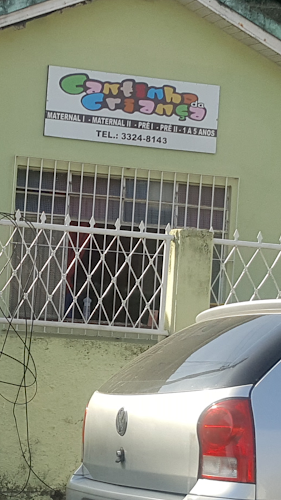 Cantinho da
Criança
MATERNAL I - MATERNAL II - PRÉ I - PRÉ II - 1 A 5 ANOS
TEL.: 3324-8143